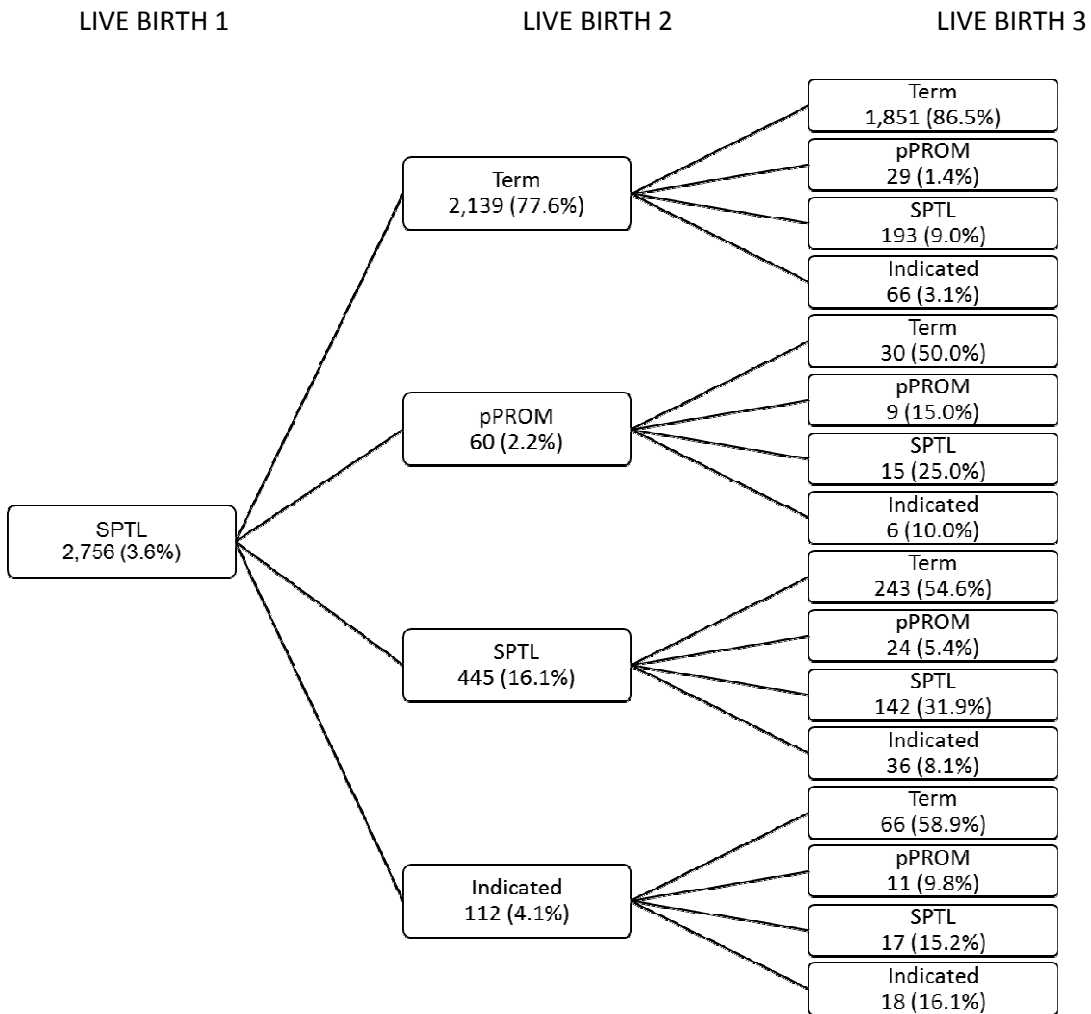 LIVE BIRTH 1
LIVE BIRTH 2
LIVE BIRTH 3
SPTL
2,756 (3.6%)
Term
2,139 (77.6%)
Term
1,851 (86.5%)
pPROM
29 (1.4%)
SPTL
193 (9.0%)
Indicated
66 (3.1%)
pPROM
60 (2.2%)
Term
30 (50.0%)
pPROM
9 (15.0%)
SPTL
15 (25.0%)
Indicated
6 (10.0%)
SPTL
445 (16.1%)
Term
243 (54.6%)
pPROM
24 (5.4%)
SPTL
142 (31.9%)
Indicated
36 (8.1%)
Indicated
112 (4.1%)
Term
66 (58.9%)
pPROM
11 (9.8%)
SPTL
17 (15.2%)
Indicated
18 (16.1%)